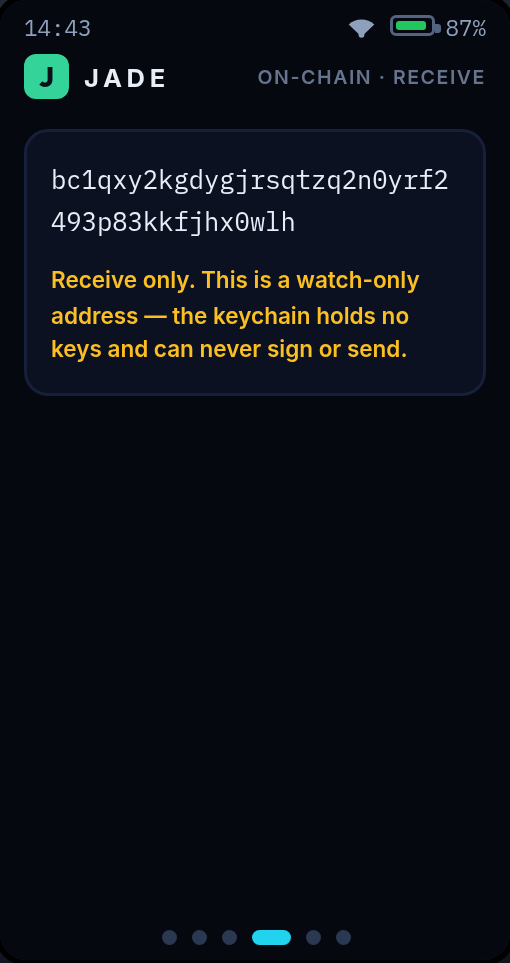 14:43
87%
J JADE
ON-CHAIN · RECEIVE
bc1qxy2kgdygjrsqtzq2n0yrf2
493p83kkfjhx0wlh
Receive only. This is a watch-only
address — the keychain holds no
keys and can never sign or send.